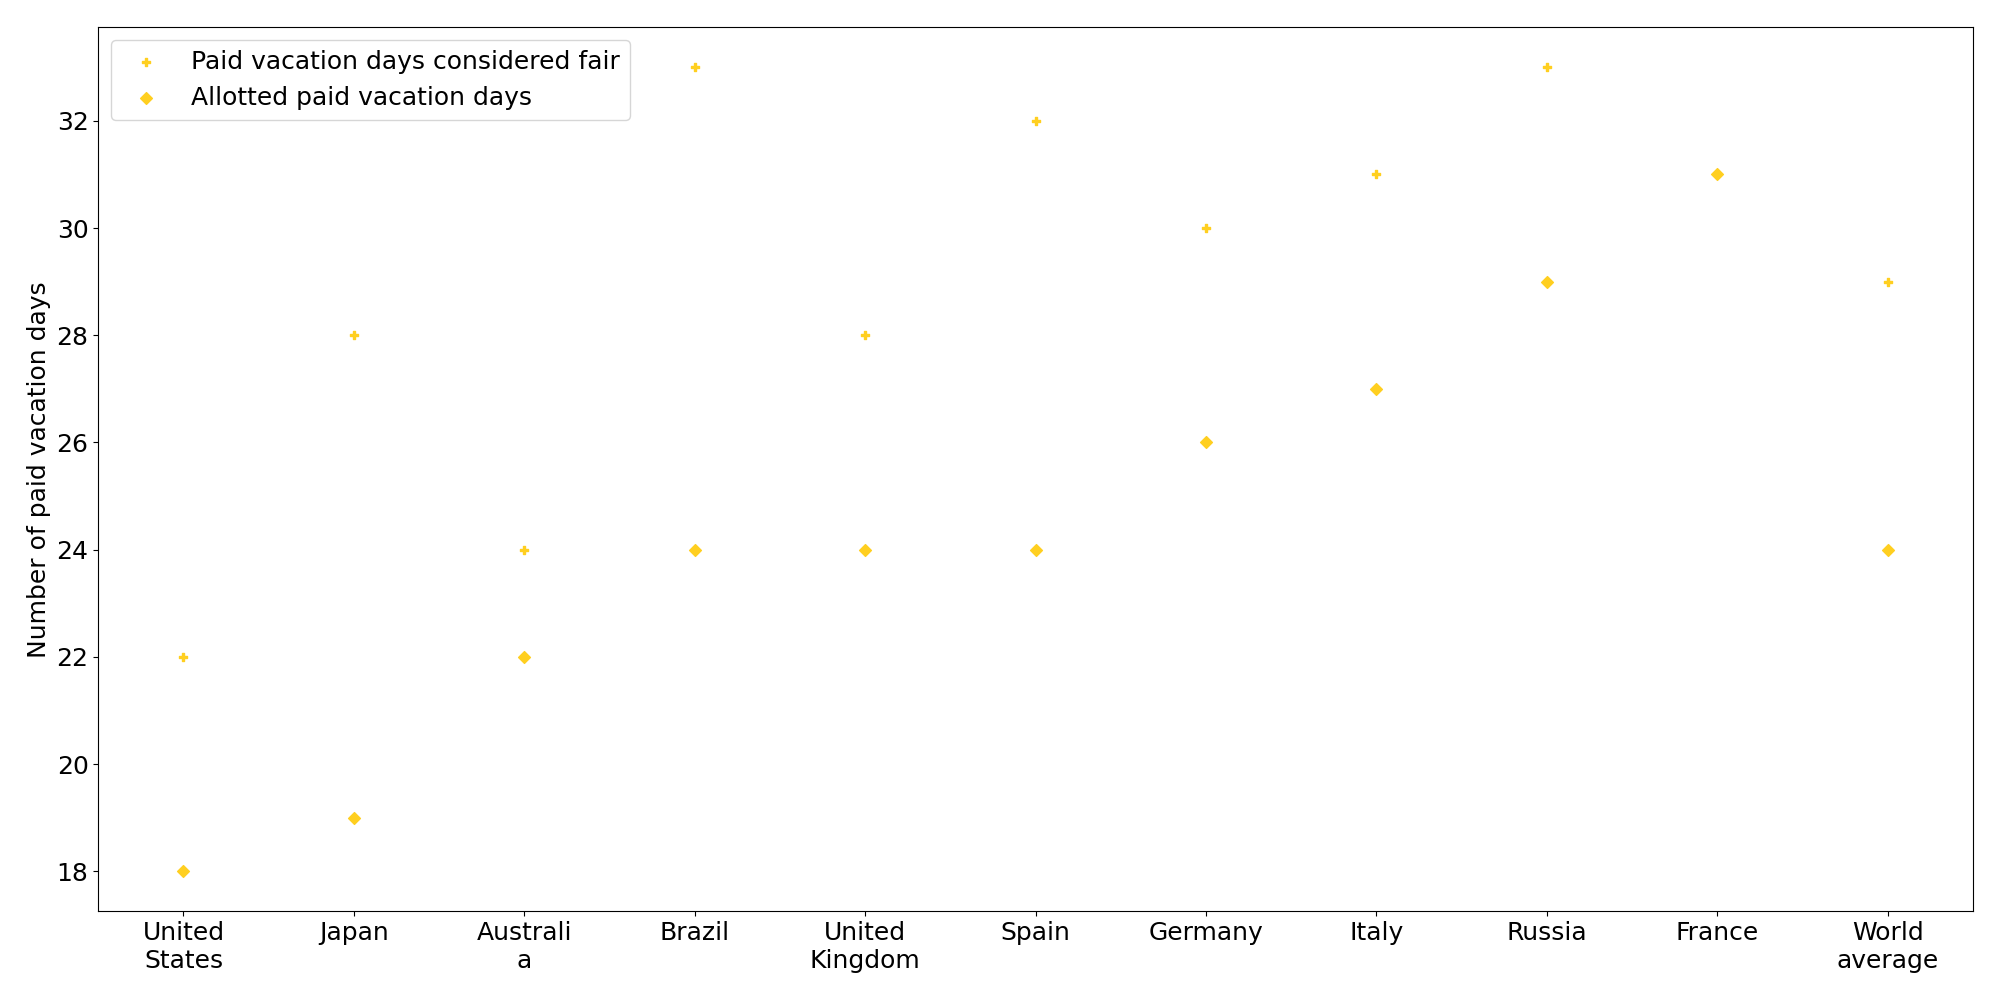 Paid vacation days considered fair
Allotted paid vacation days
Number of paid vacation days
32
30
28
26
24
22
20
18
United States
Japan
Australi
a
Brazil
United Kingdom
Spain
Germany
Italy
Russia
France
World average